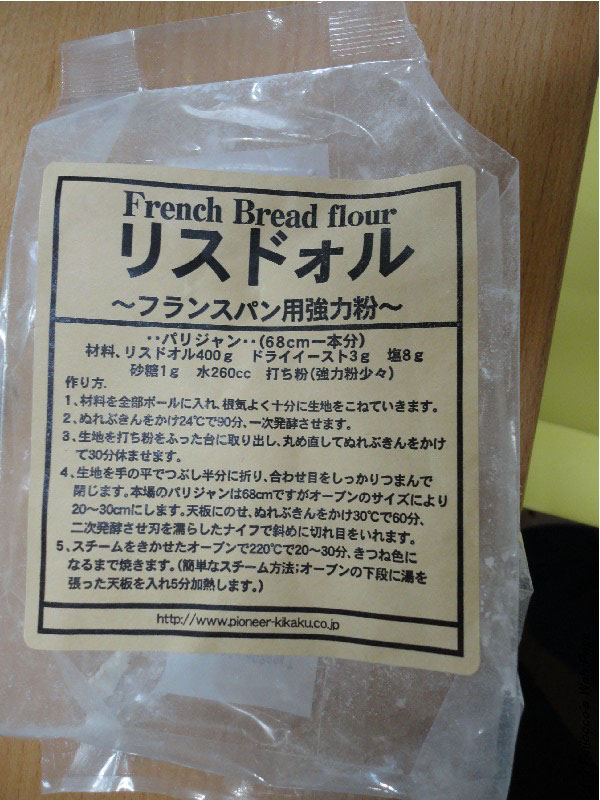 French Bread flour
リスドォル
～フランスパン用強力粉～
‥パリジャン‥(68cm一本分)
材料、リスドオル400g ドライイースト3g 塩8g
砂糖1g 水260cc 打ち粉(強力粉少々)
作り方.
1、材料を全部ボールに入れ、根気よく十分に生地をこねていきます。
2、ぬれぶきんをかけ24℃で90分、一次発酵させます。
3、生地を打ち粉をふった台に取り出し、丸め直してぬれぶきんをかけ
て30分休ませます。
4、生地を手の平でつぶし半分に折り、合わせ目をしっかりつまんで
閉じます。本場のパリジャンは68cmですがオーブンのサイズにより
20～30cmにします。天板にのせ、ぬれぶきんをかけ30℃で60分、
二次発酵させ刃を濡らしたナイフで斜めに切れ目をいれます。
5、スチームをきかせたオーブンで220℃で20～30分、きつね色に
なるまで焼きます。(簡単なスチーム方法;オーブンの下段に湯を
張った天板を入れ5分加熱します。)
http://www.pioneer-kikaku.co.jp